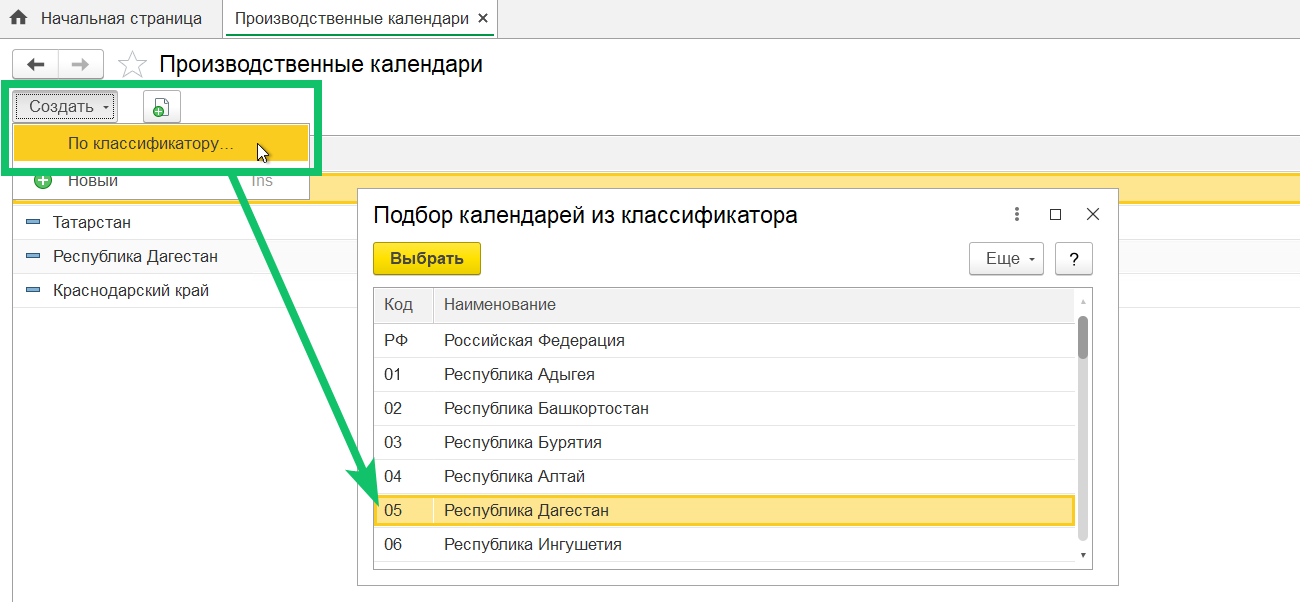 Начальная страница
Производственные календари ×
Производственные календари
Создать
По классификатору...
Новый Ins
Татарстан
Республика Дагестан
Краснодарский край
Подбор календарей из классификатора
Выбрать
Еще
?
Код Наименование
РФ Российская Федерация
01 Республика Адыгея
02 Республика Башкортостан
03 Республика Бурятия
04 Республика Алтай
05 Республика Дагестан
06 Республика Ингушетия